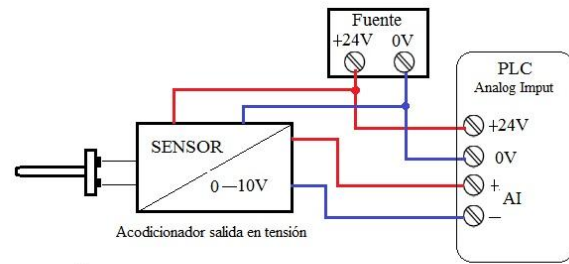 Fuente
+24V 0V
PLC
Analog Imput
+24V
0V
+
AI
−
SENSOR
0—10V
Acodicionador salida en tensión